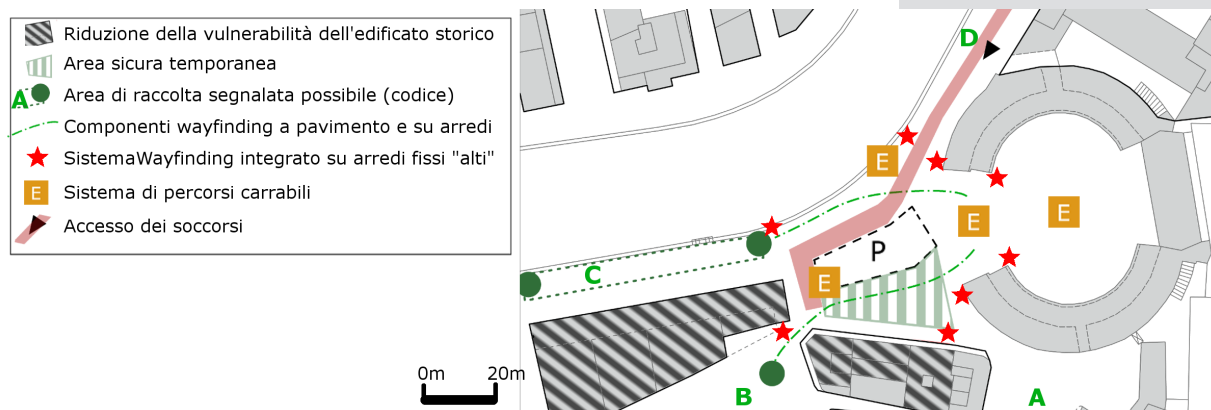 Riduzione della vulnerabilità dell'edificato storico
Area sicura temporanea
A Area di raccolta segnalata possibile (codice)
Componenti wayfinding a pavimento e su arredi
SistemaWayfinding integrato su arredi fissi "alti"
E Sistema di percorsi carrabili
Accesso dei soccorsi
0m 20m
D
E
E
E
P
C
E
B
A